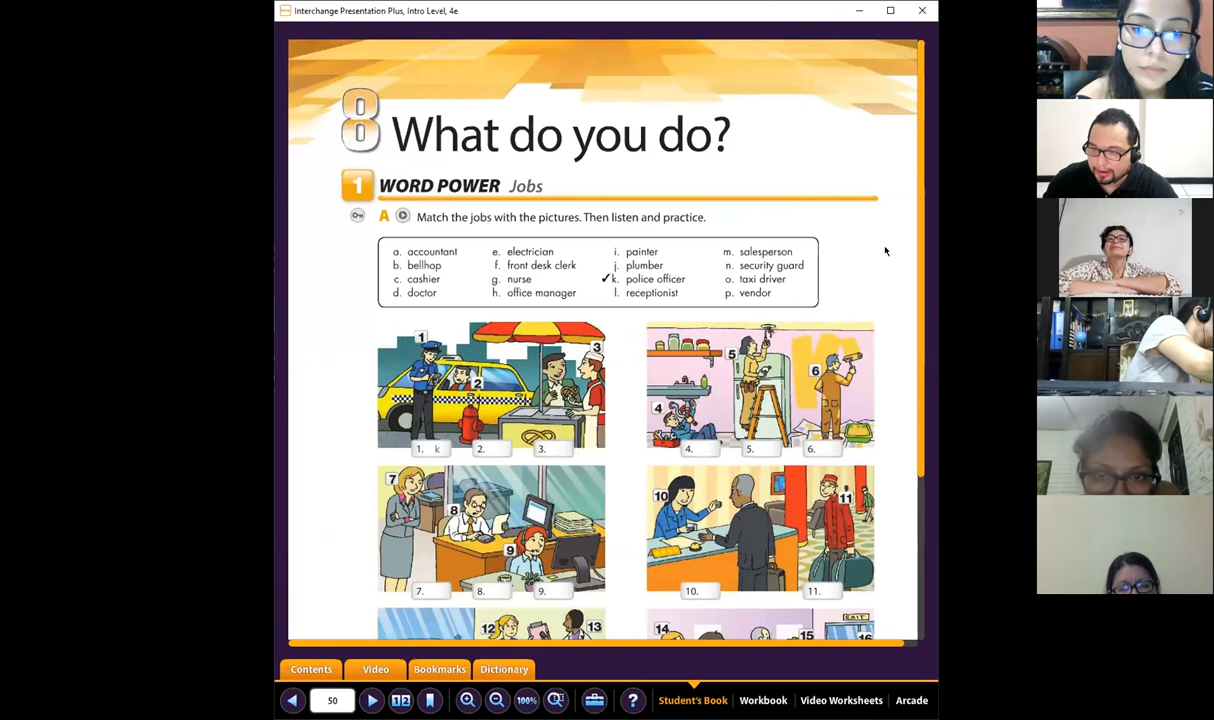 Interchange Presentation Plus, Intro Level, 4e
8 What do you do?
1 WORD POWER Jobs
A Match the jobs with the pictures. Then listen and practice.
a. accountant e. electrician i. painter m. salesperson
b. bellhop f. front desk clerk j. plumber n. security guard
c. cashier g. nurse ✓k. police officer o. taxi driver
d. doctor h. office manager l. receptionist p. vendor
1 2 3
1. k 2. 3.
4 5 6
4. 5. 6.
7 8 9
7. 8. 9.
10 11
10. 11.
12 13
14 15 16
EXIT
Contents Video Bookmarks Dictionary
50 1 2 100% ? Student's Book Workbook Video Worksheets Arcade